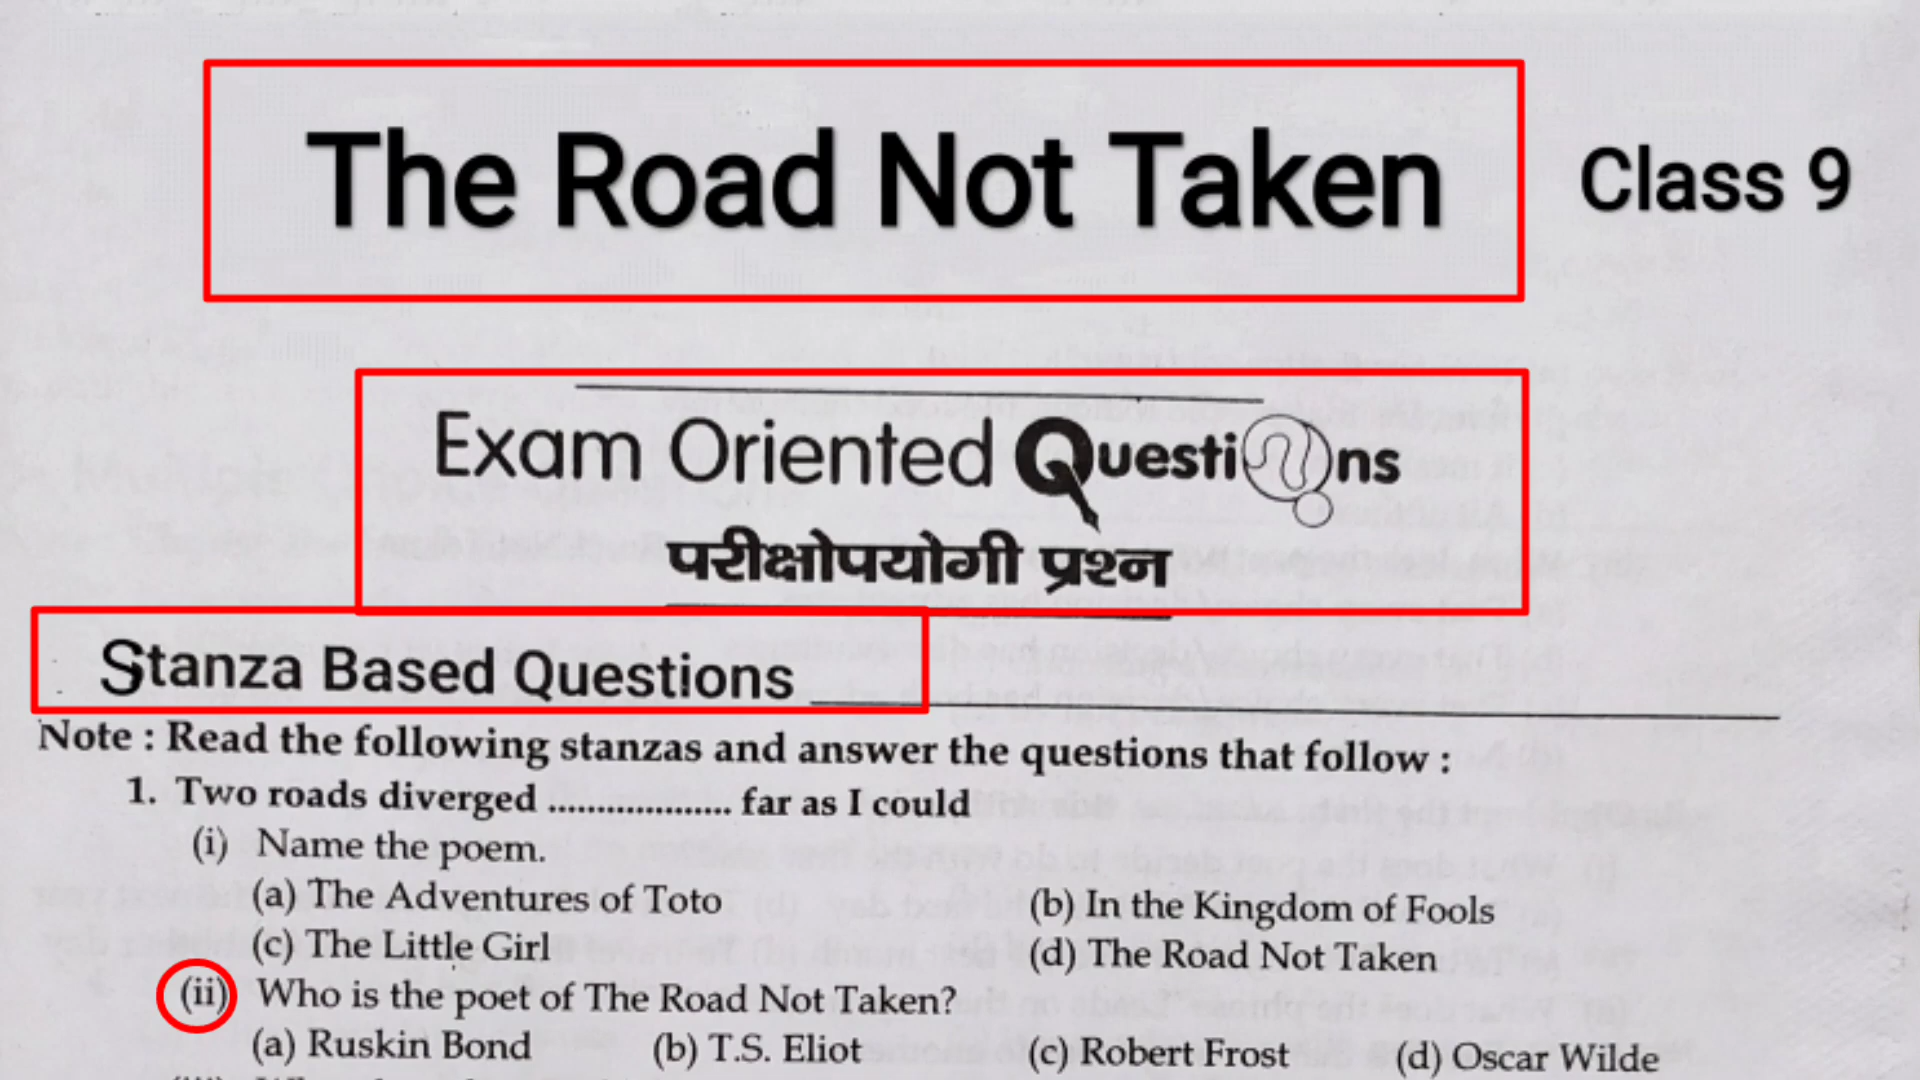 The Road Not Taken
Class 9
Exam Oriented Questions
परीक्षोपयोगी प्रश्न
Stanza Based Questions
Note : Read the following stanzas and answer the questions that follow :
1. Two roads diverged ................... far as I could
(i) Name the poem.
(a) The Adventures of Toto (b) In the Kingdom of Fools
(c) The Little Girl (d) The Road Not Taken
(ii) Who is the poet of The Road Not Taken?
(a) Ruskin Bond (b) T.S. Eliot (c) Robert Frost (d) Oscar Wilde